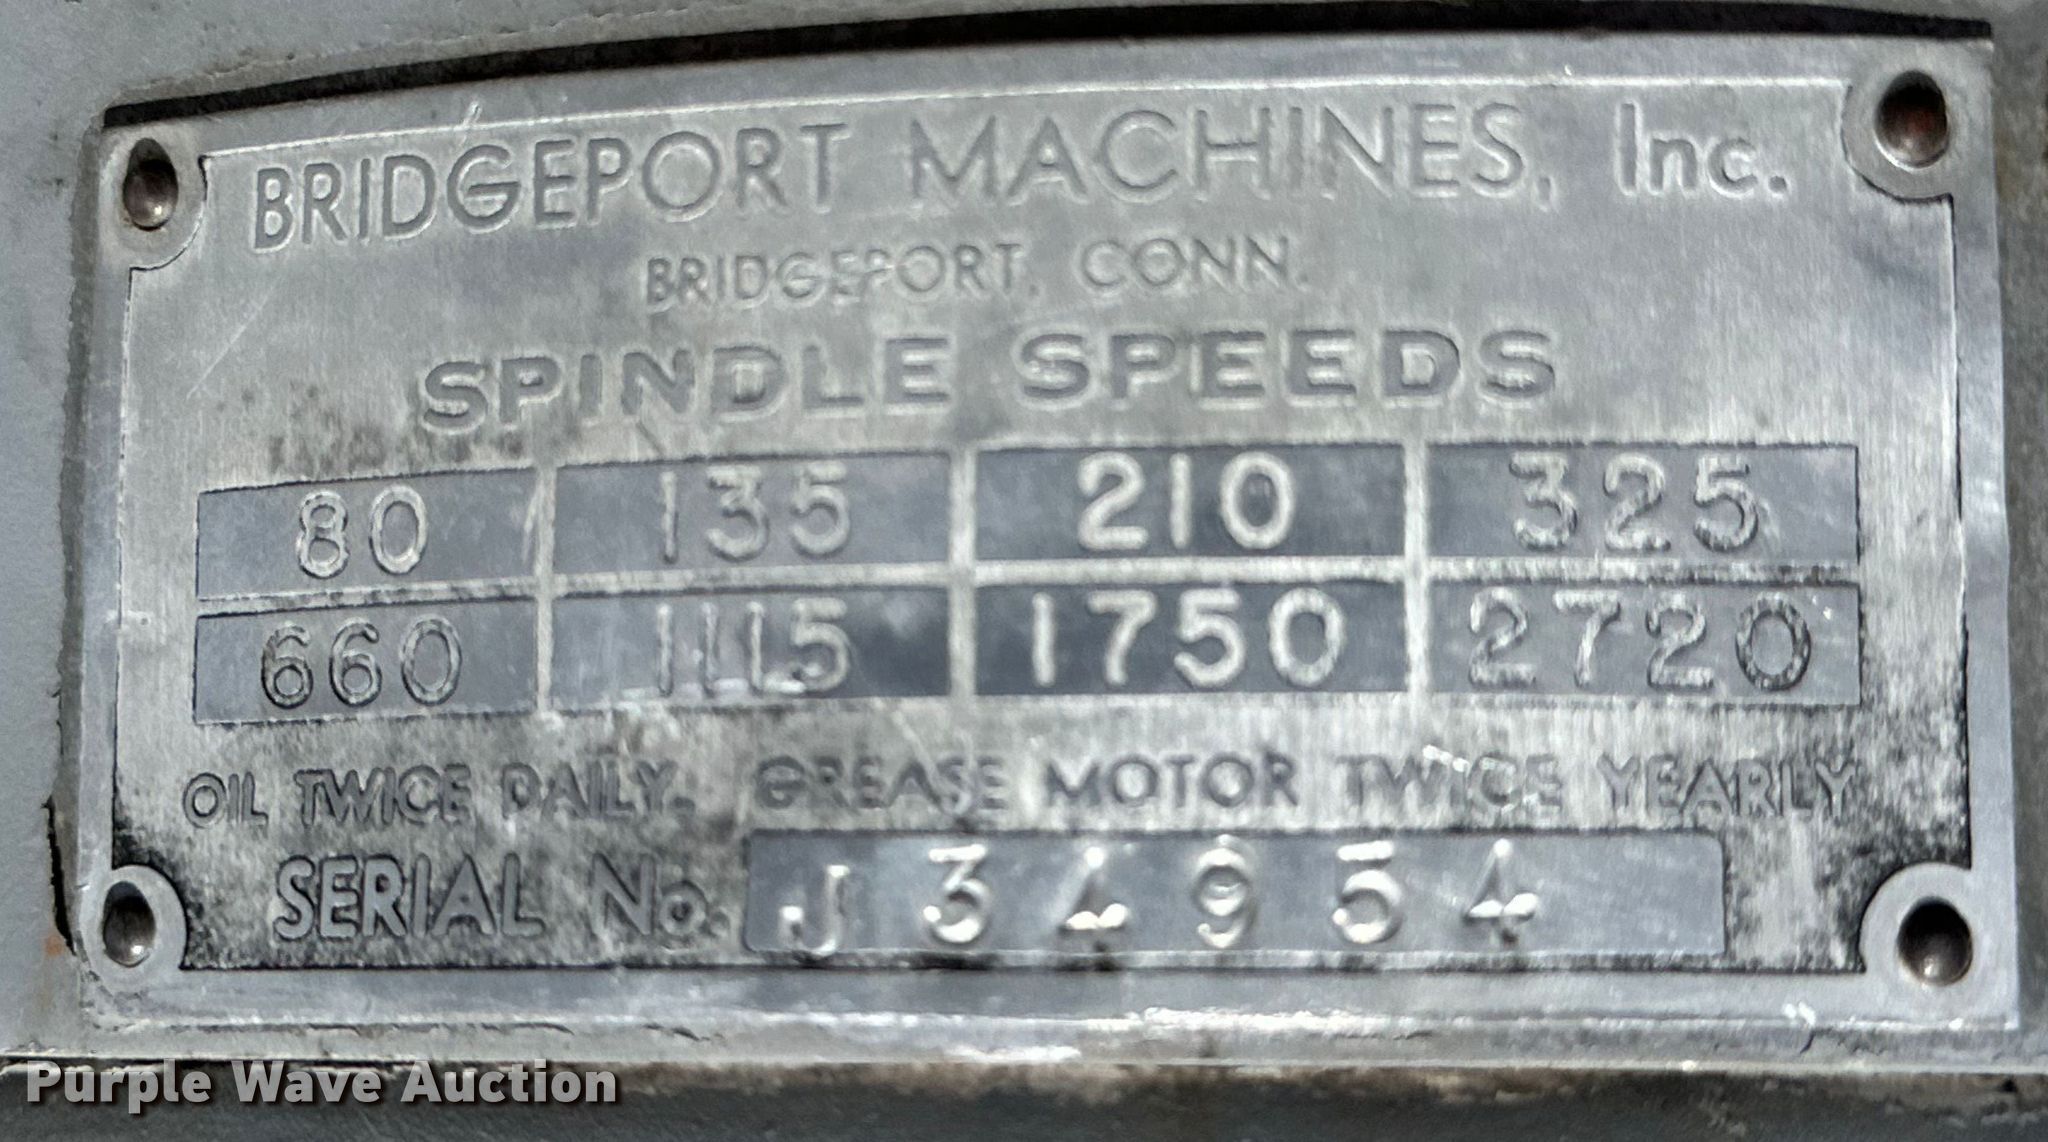 BRIDGEPORT MACHINES, Inc.
BRIDGEPORT, CONN.
SPINDLE SPEEDS
80 135 210 325
660 1115 1750 2720
OIL TWICE DAILY. GREASE MOTOR TWICE YEARLY
SERIAL No. J 34954
Purple Wave Auction